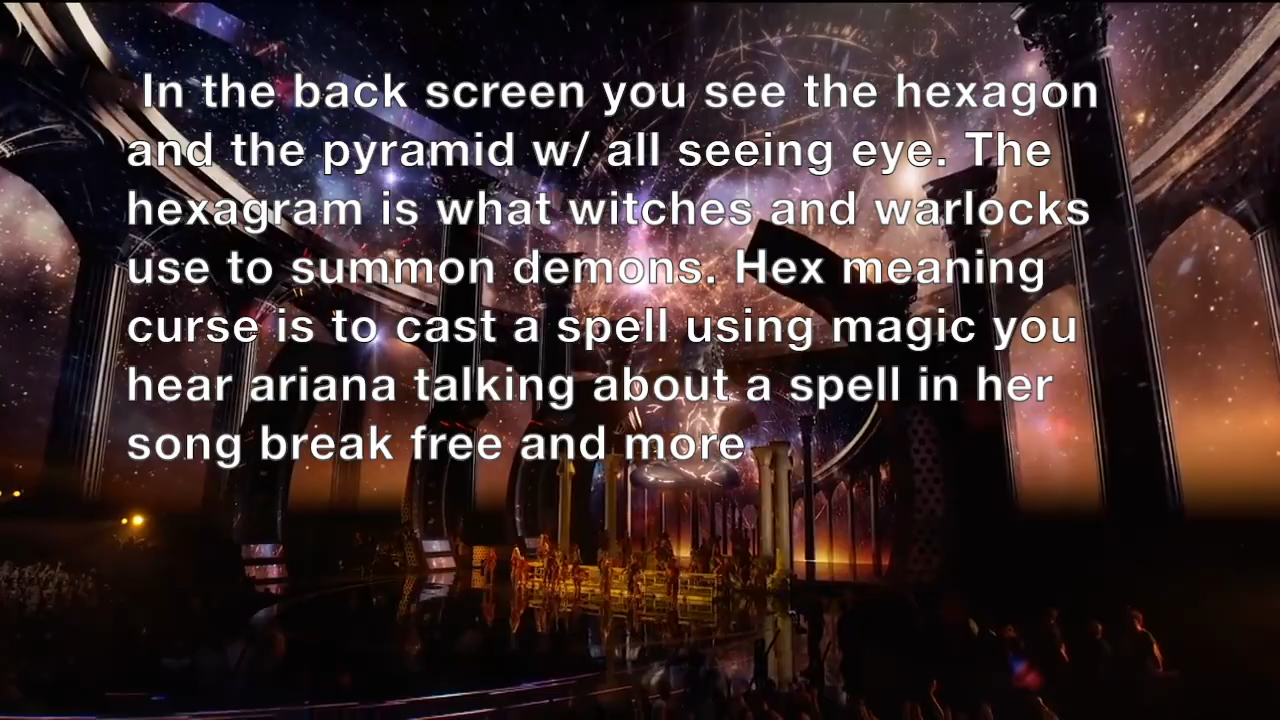 In the back screen you see the hexagon
and the pyramid w/ all seeing eye. The
hexagram is what witches and warlocks
use to summon demons. Hex meaning
curse is to cast a spell using magic you
hear ariana talking about a spell in her
song break free and more